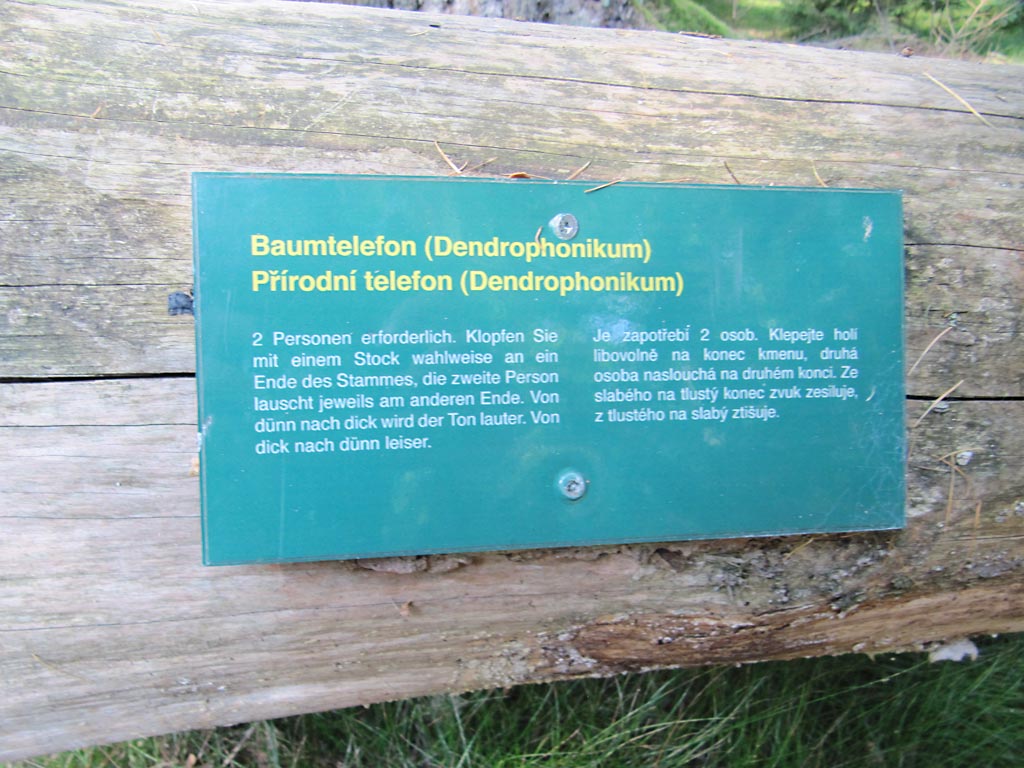 Baumtelefon (Dendrophonikum)
Přírodní telefon (Dendrophonikum)
2 Personen erforderlich. Klopfen Sie
mit einem Stock wahlweise an ein
Ende des Stammes, die zweite Person
lauscht jeweils am anderen Ende. Von
dünn nach dick wird der Ton lauter. Von
dick nach dünn leiser.
Je zapotřebí 2 osob. Klepejte holí
libovolně na konec kmenu, druhá
osoba naslouchá na druhém konci. Ze
slabého na tlustý konec zvuk zesiluje,
z tlustého na slabý ztišuje.